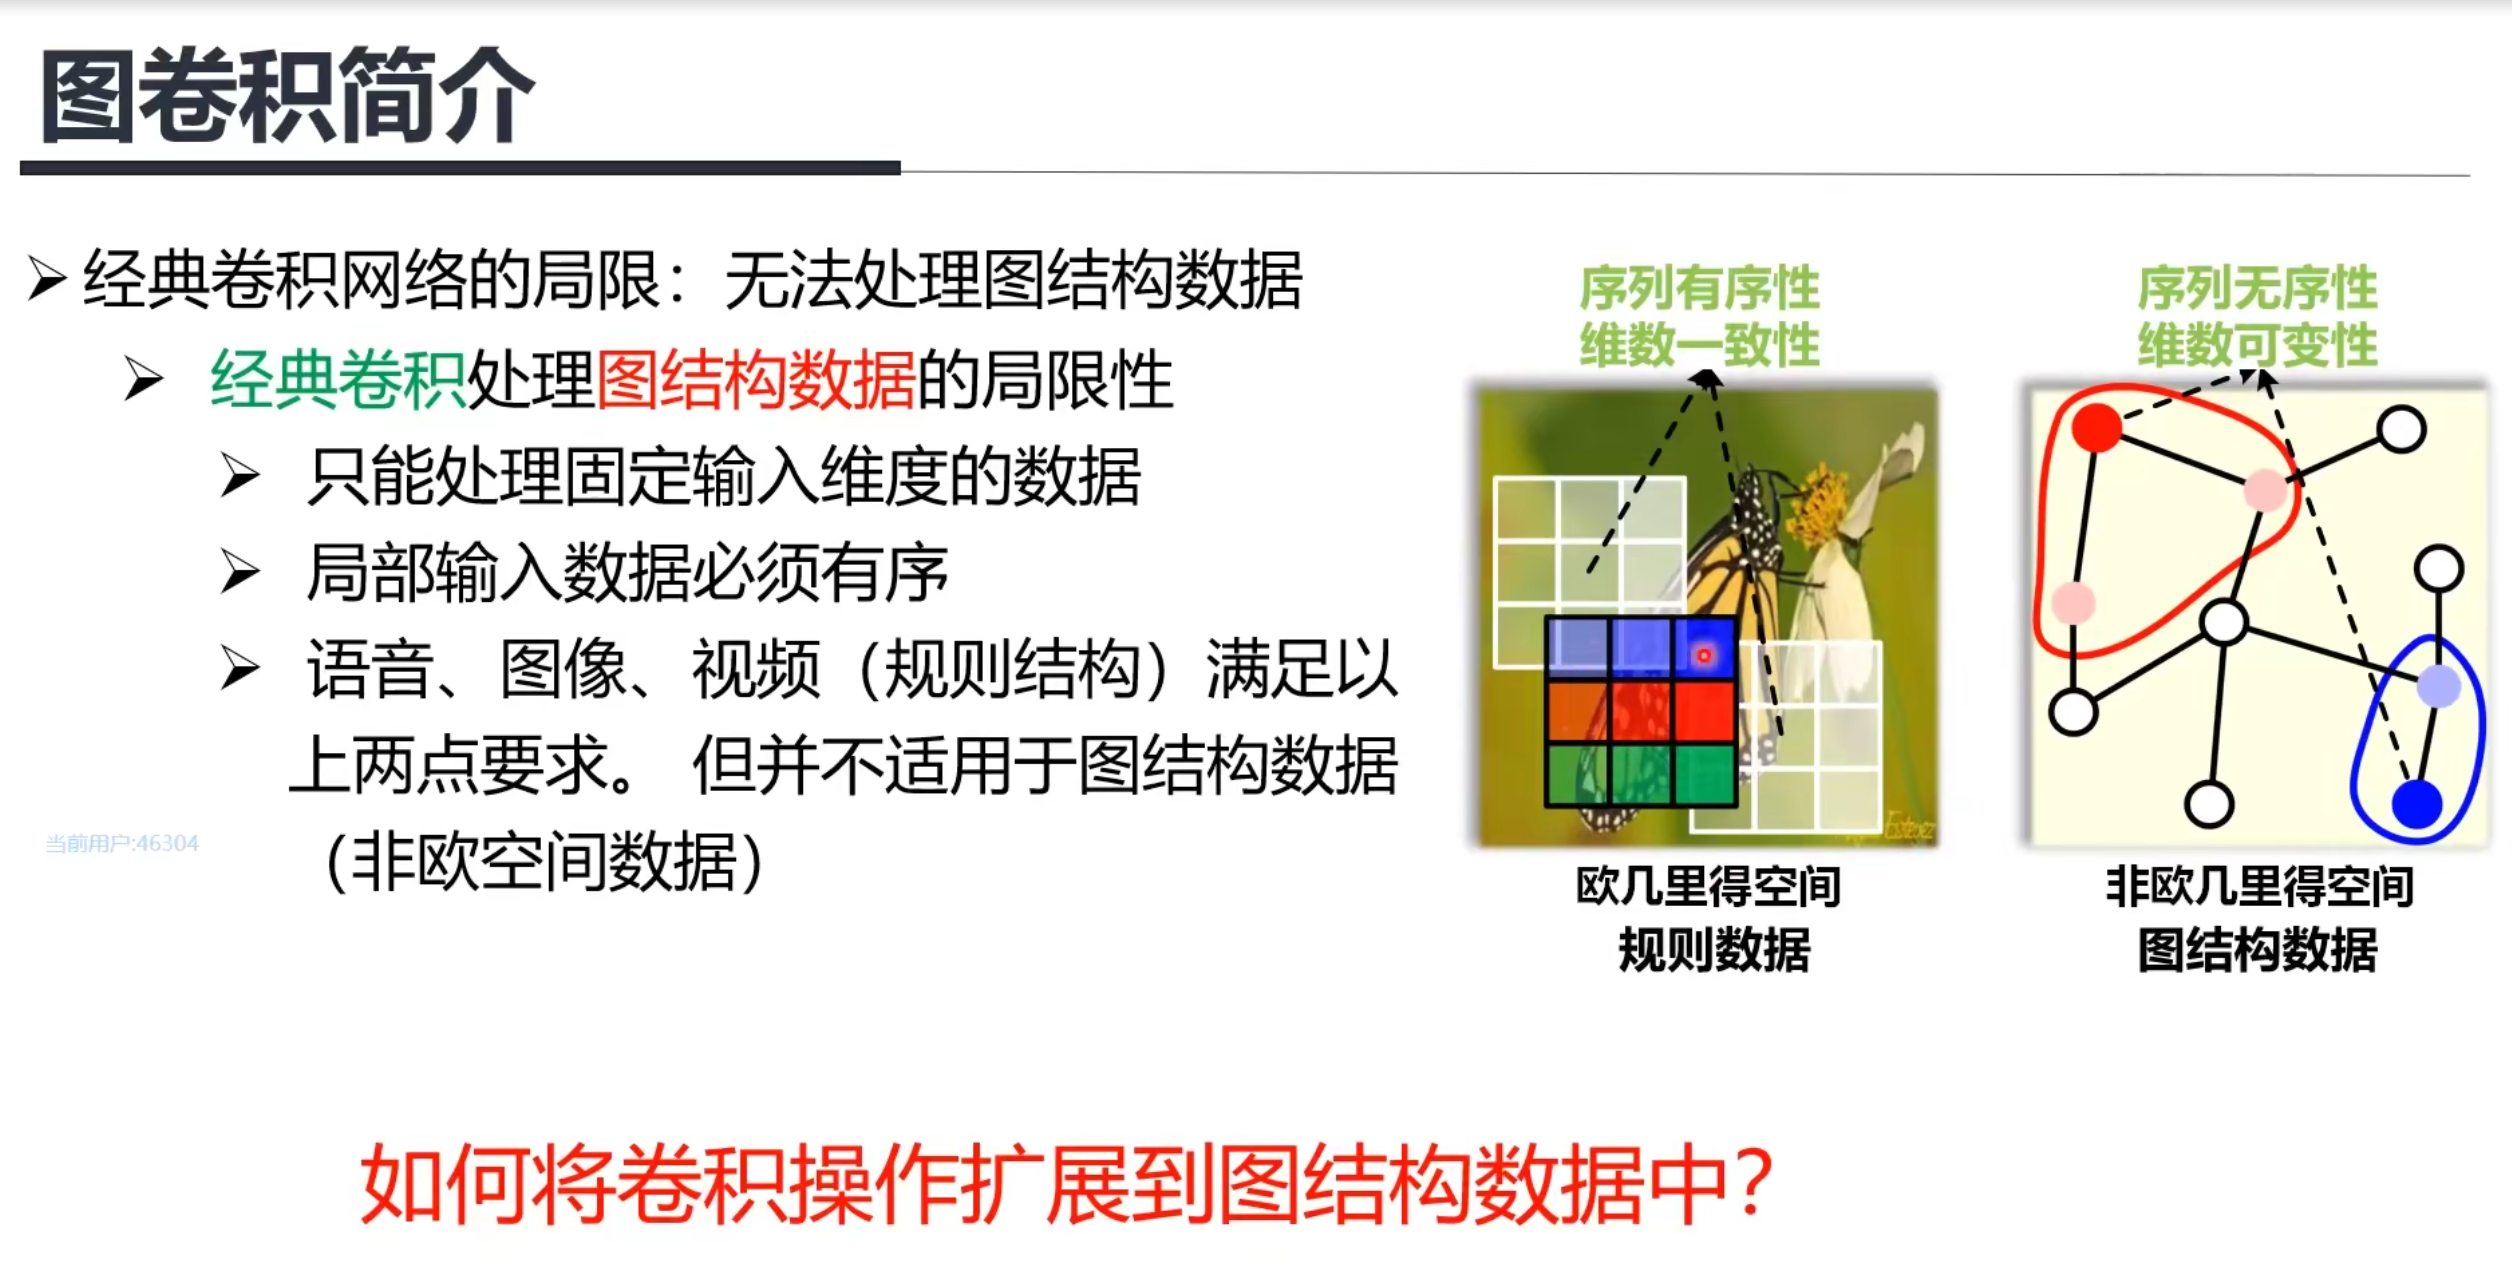 图卷积简介
经典卷积网络的局限：无法处理图结构数据
经典卷积处理图结构数据的局限性
只能处理固定输入维度的数据
局部输入数据必须有序
语音、图像、视频（规则结构）满足以
上两点要求。 但并不适用于图结构数据
（非欧空间数据）
当前用户:46304
序列有序性
维数一致性
欧几里得空间
规则数据
序列无序性
维数可变性
非欧几里得空间
图结构数据
如何将卷积操作扩展到图结构数据中？